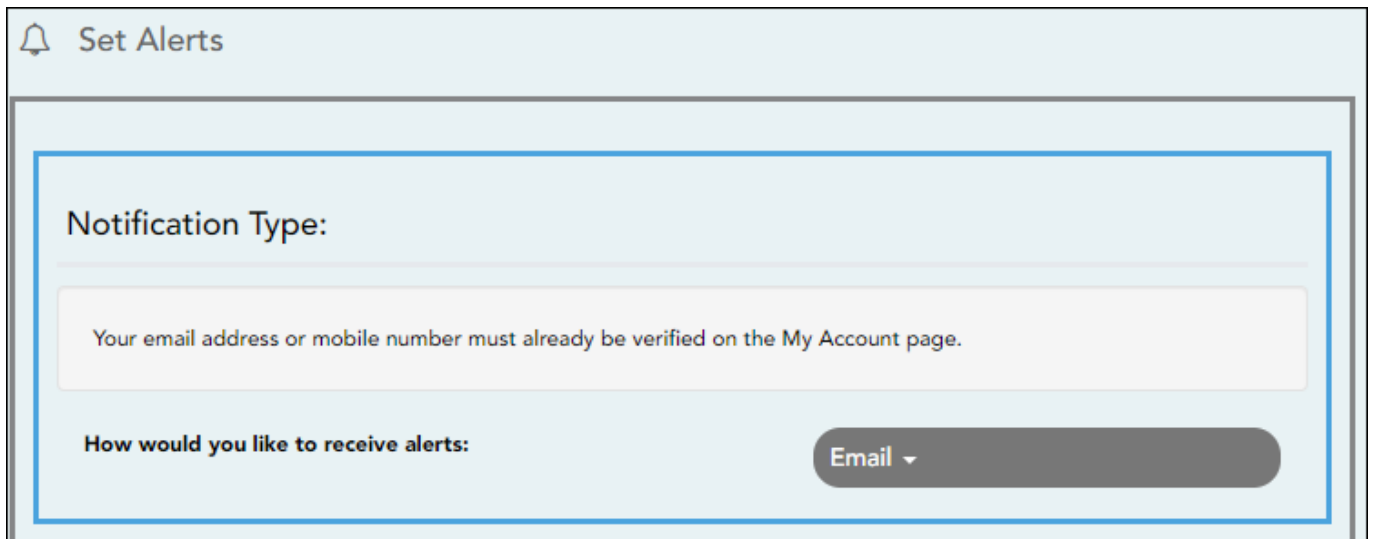 Set Alerts
Notification Type:
Your email address or mobile number must already be verified on the My Account page.
How would you like to receive alerts:
Email